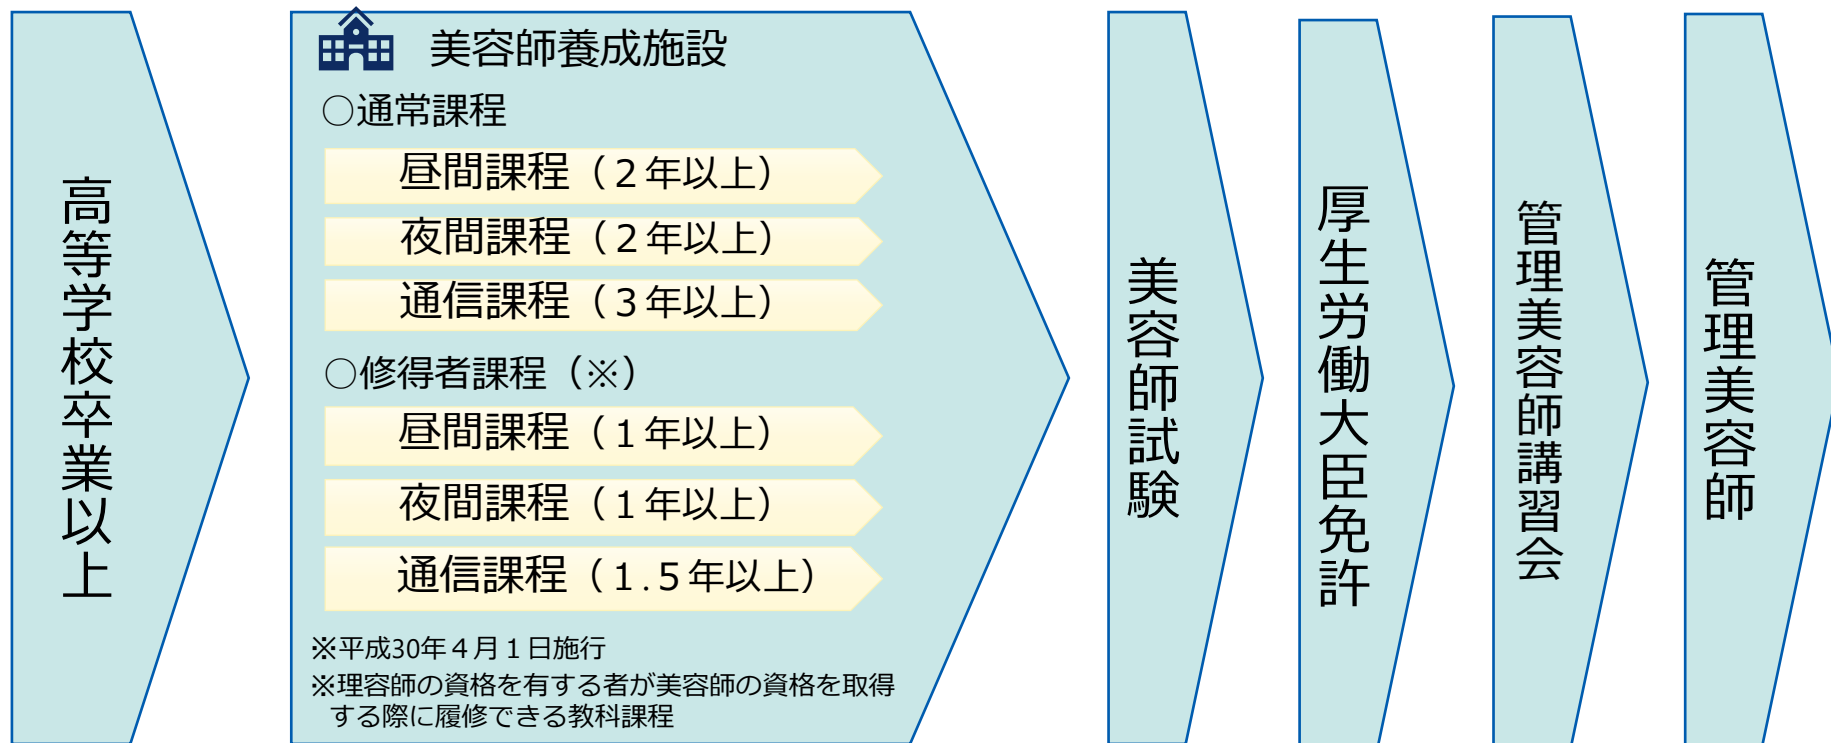 高等学校卒業以上
美容師養成施設
○通常課程
昼間課程（２年以上）
夜間課程（２年以上）
通信課程（３年以上）
○修得者課程（※）
昼間課程（１年以上）
夜間課程（１年以上）
通信課程（１.５年以上）
※平成30年４月１日施行
※理容師の資格を有する者が美容師の資格を取得
する際に履修できる教科課程
美容師試験
厚生労働大臣免許
管理美容師講習会
管理美容師